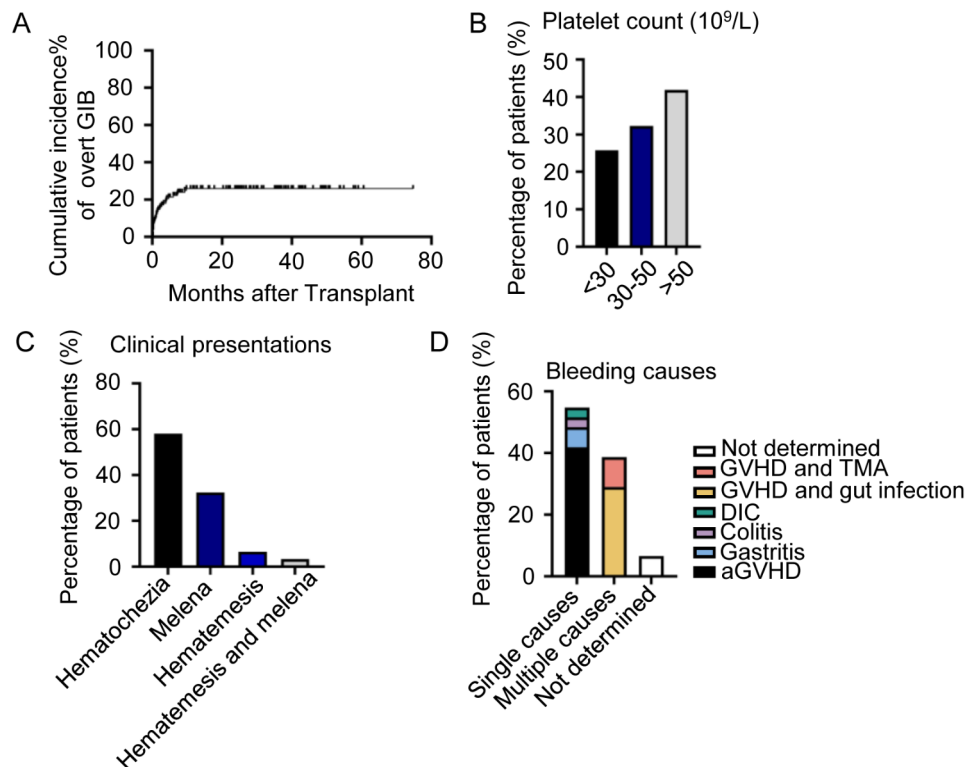 A
Cumulative incidence%
of overt GIB
100
80
60
40
20
0
0 20 40 60 80
Months after Transplant
B
Platelet count (10⁹/L)
Percentage of patients (%)
50
40
30
20
10
0
<30
30-50
>50
C
Clinical presentations
Percentage of patients (%)
80
60
40
20
0
Hematochezia
Melena
Hematemesis
Hematemesis and melena
D
Bleeding causes
Percentage of patients (%)
60
40
20
0
Single causes
Multiple causes
Not determined
Not determined
GVHD and TMA
GVHD and gut infection
DIC
Colitis
Gastritis
aGVHD